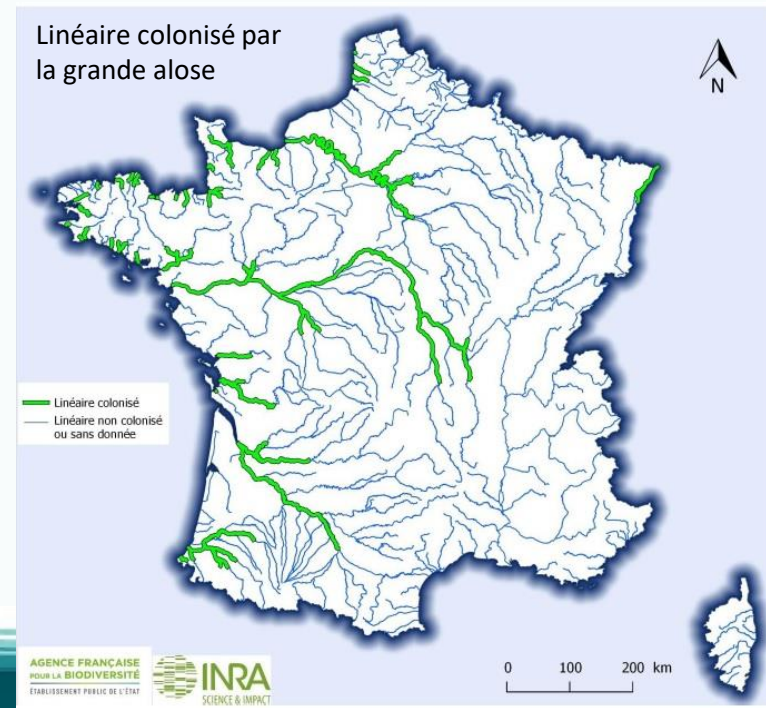 Linéaire colonisé par
la grande alose
N
Linéaire colonisé
Linéaire non colonisé
ou sans donnée
AGENCE FRANÇAISE
POUR LA BIODIVERSITÉ
ÉTABLISSEMENT PUBLIC DE L'ÉTAT
INRA
SCIENCE & IMPACT
0 100 200 km